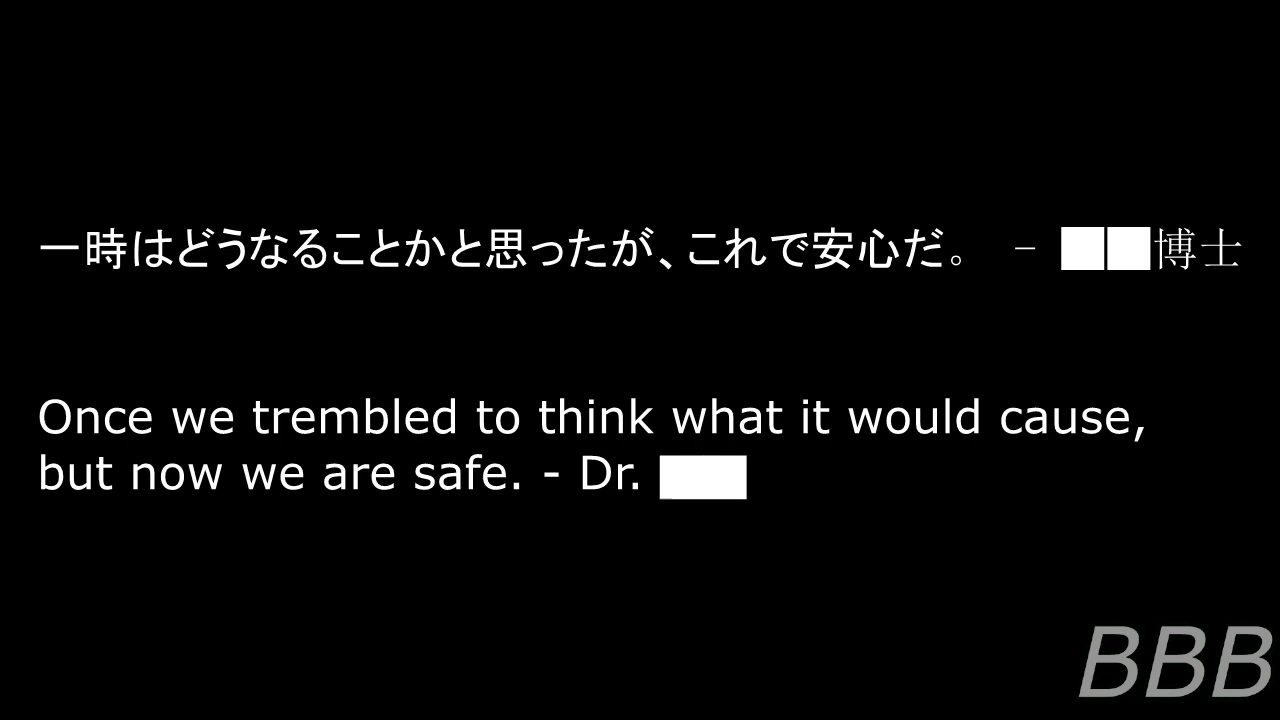 一時はどうなることかと思ったが、これで安心だ。 - ██博士
Once we trembled to think what it would cause,
but now we are safe. - Dr. ██
BBB